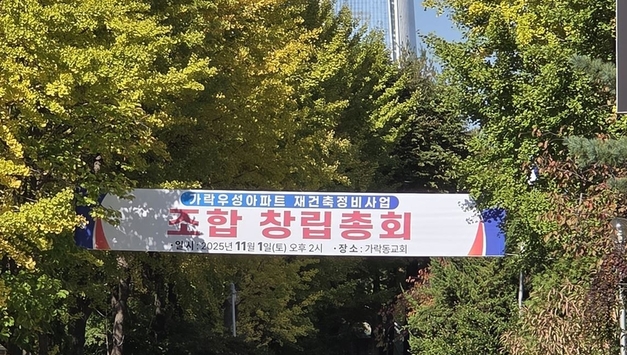 가락우성아파트 재건축정비사업
조합 창립총회
· 일시 : 2025년 11월 1일(토) 오후 2시 · 장소 : 가락동교회